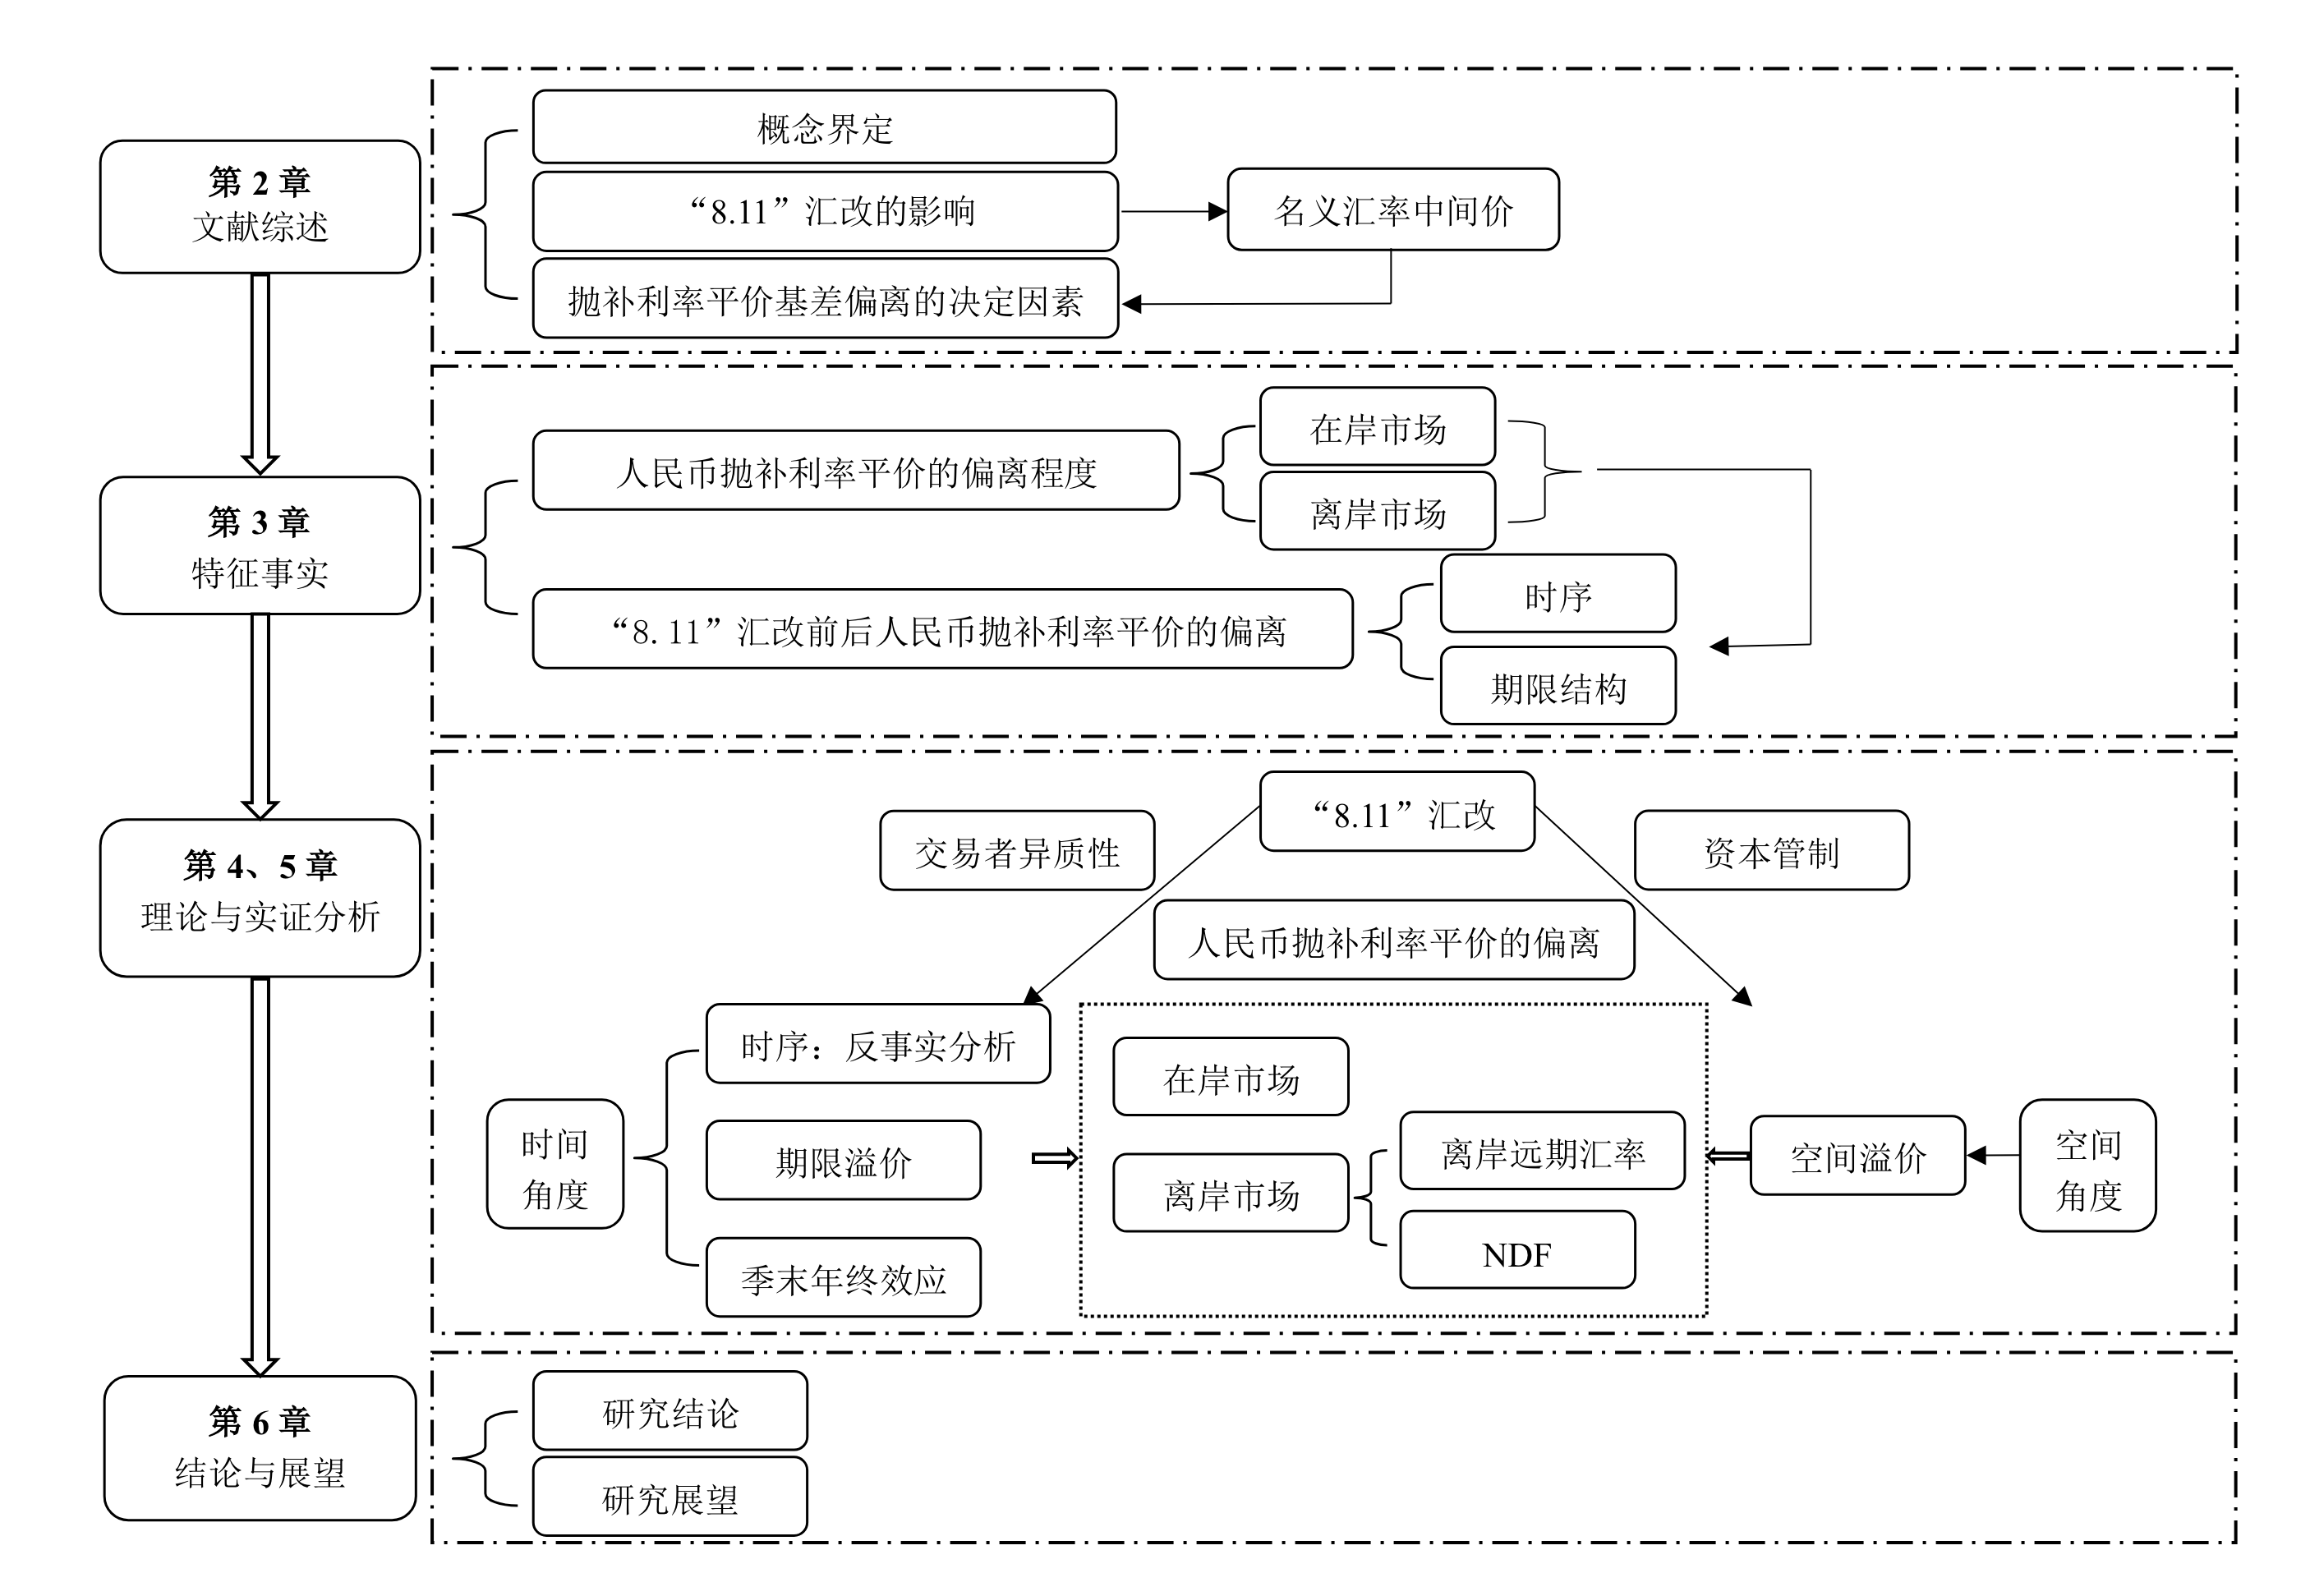 第 2 章
文献综述
概念界定
“8.11”汇改的影响
名义汇率中间价
抛补利率平价基差偏离的决定因素
第 3 章
特征事实
人民币抛补利率平价的偏离程度
在岸市场
离岸市场
“8. 11”汇改前后人民币抛补利率平价的偏离
时序
期限结构
第 4、5 章
理论与实证分析
“8.11”汇改
交易者异质性
资本管制
人民币抛补利率平价的偏离
时间
角度
时序：反事实分析
期限溢价
季末年终效应
在岸市场
离岸市场
离岸远期汇率
NDF
空间溢价
空间
角度
第 6 章
结论与展望
研究结论
研究展望